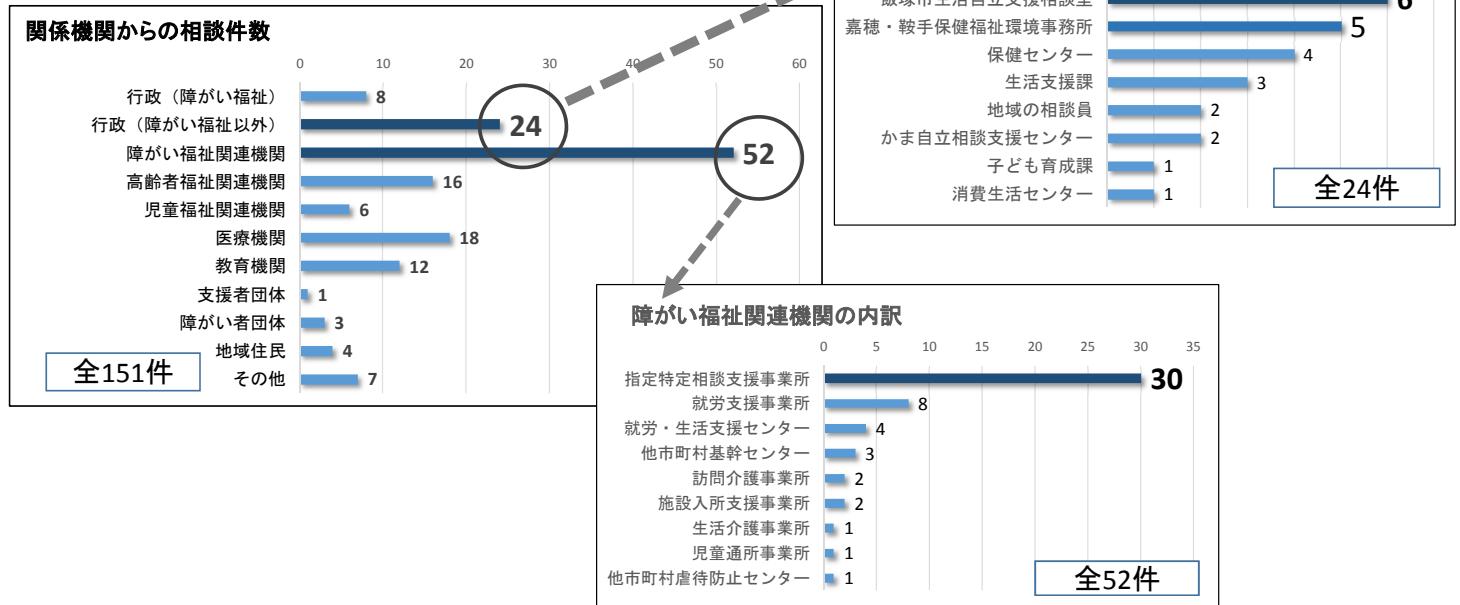 関係機関からの相談件数
0 10 20 30 40 50 60
行政（障がい福祉） 8
行政（障がい福祉以外） 24
障がい福祉関連機関 52
高齢者福祉関連機関 16
児童福祉関連機関 6
医療機関 18
教育機関 12
支援者団体 1
障がい者団体 3
地域住民 4
その他 7
全151件
飯塚市生活自立支援相談室 6
嘉穂・鞍手保健福祉環境事務所 5
保健センター 4
生活支援課 3
地域の相談員 2
かま自立相談支援センター 2
子ども育成課 1
消費生活センター 1
全24件
障がい福祉関連機関の内訳
0 5 10 15 20 25 30 35
指定特定相談支援事業所 30
就労支援事業所 8
就労・生活支援センター 4
他市町村基幹センター 3
訪問介護事業所 2
施設入所支援事業所 2
生活介護事業所 1
児童通所事業所 1
他市町村虐待防止センター 1
全52件